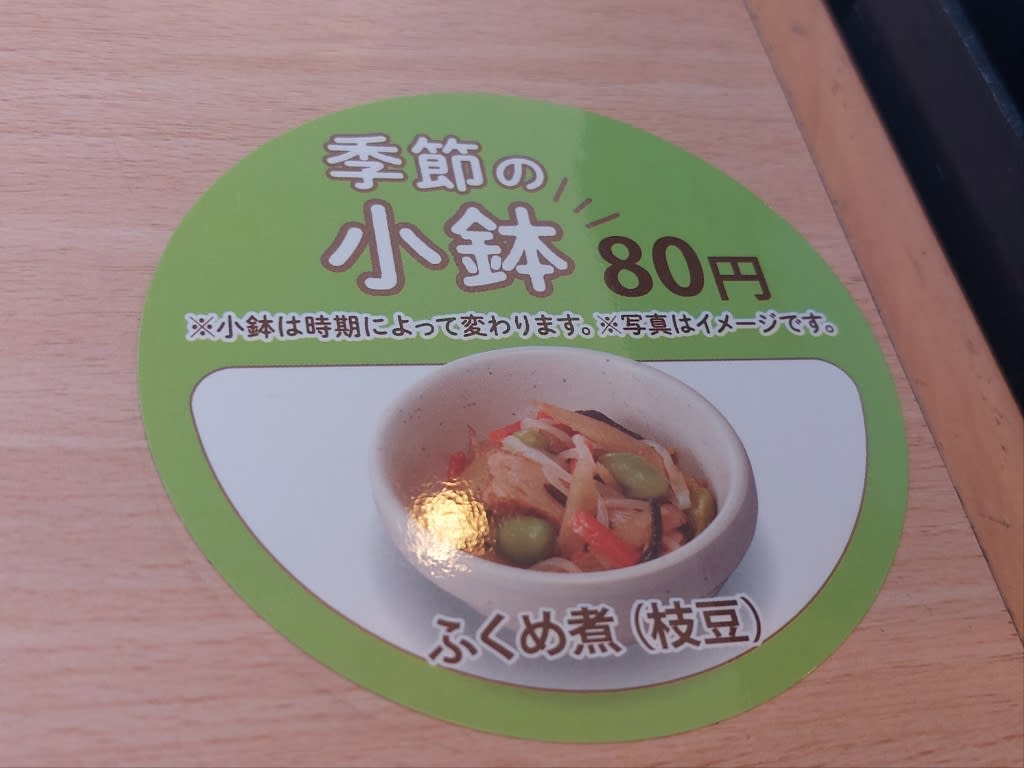 季節の
小鉢 80円
※小鉢は時期によって変わります。※写真はイメージです。
ふくめ煮(枝豆)